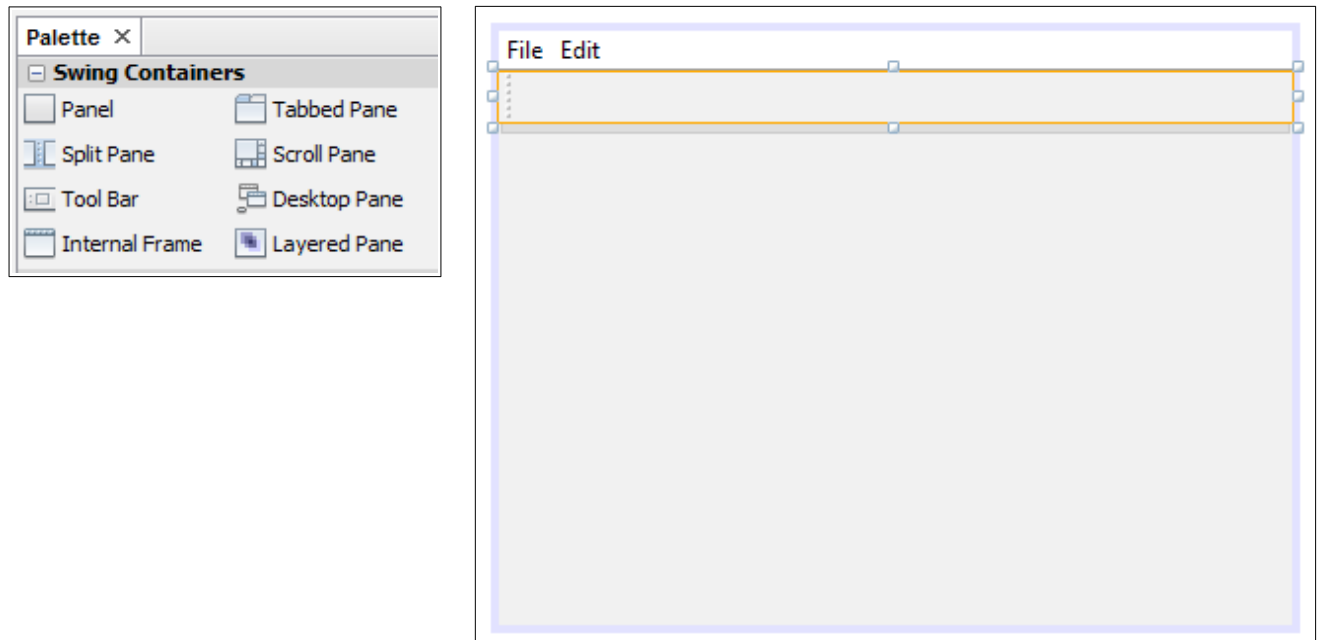 Palette
Swing Containers
Panel Tabbed Pane
Split Pane Scroll Pane
Tool Bar Desktop Pane
Internal Frame Layered Pane
File Edit